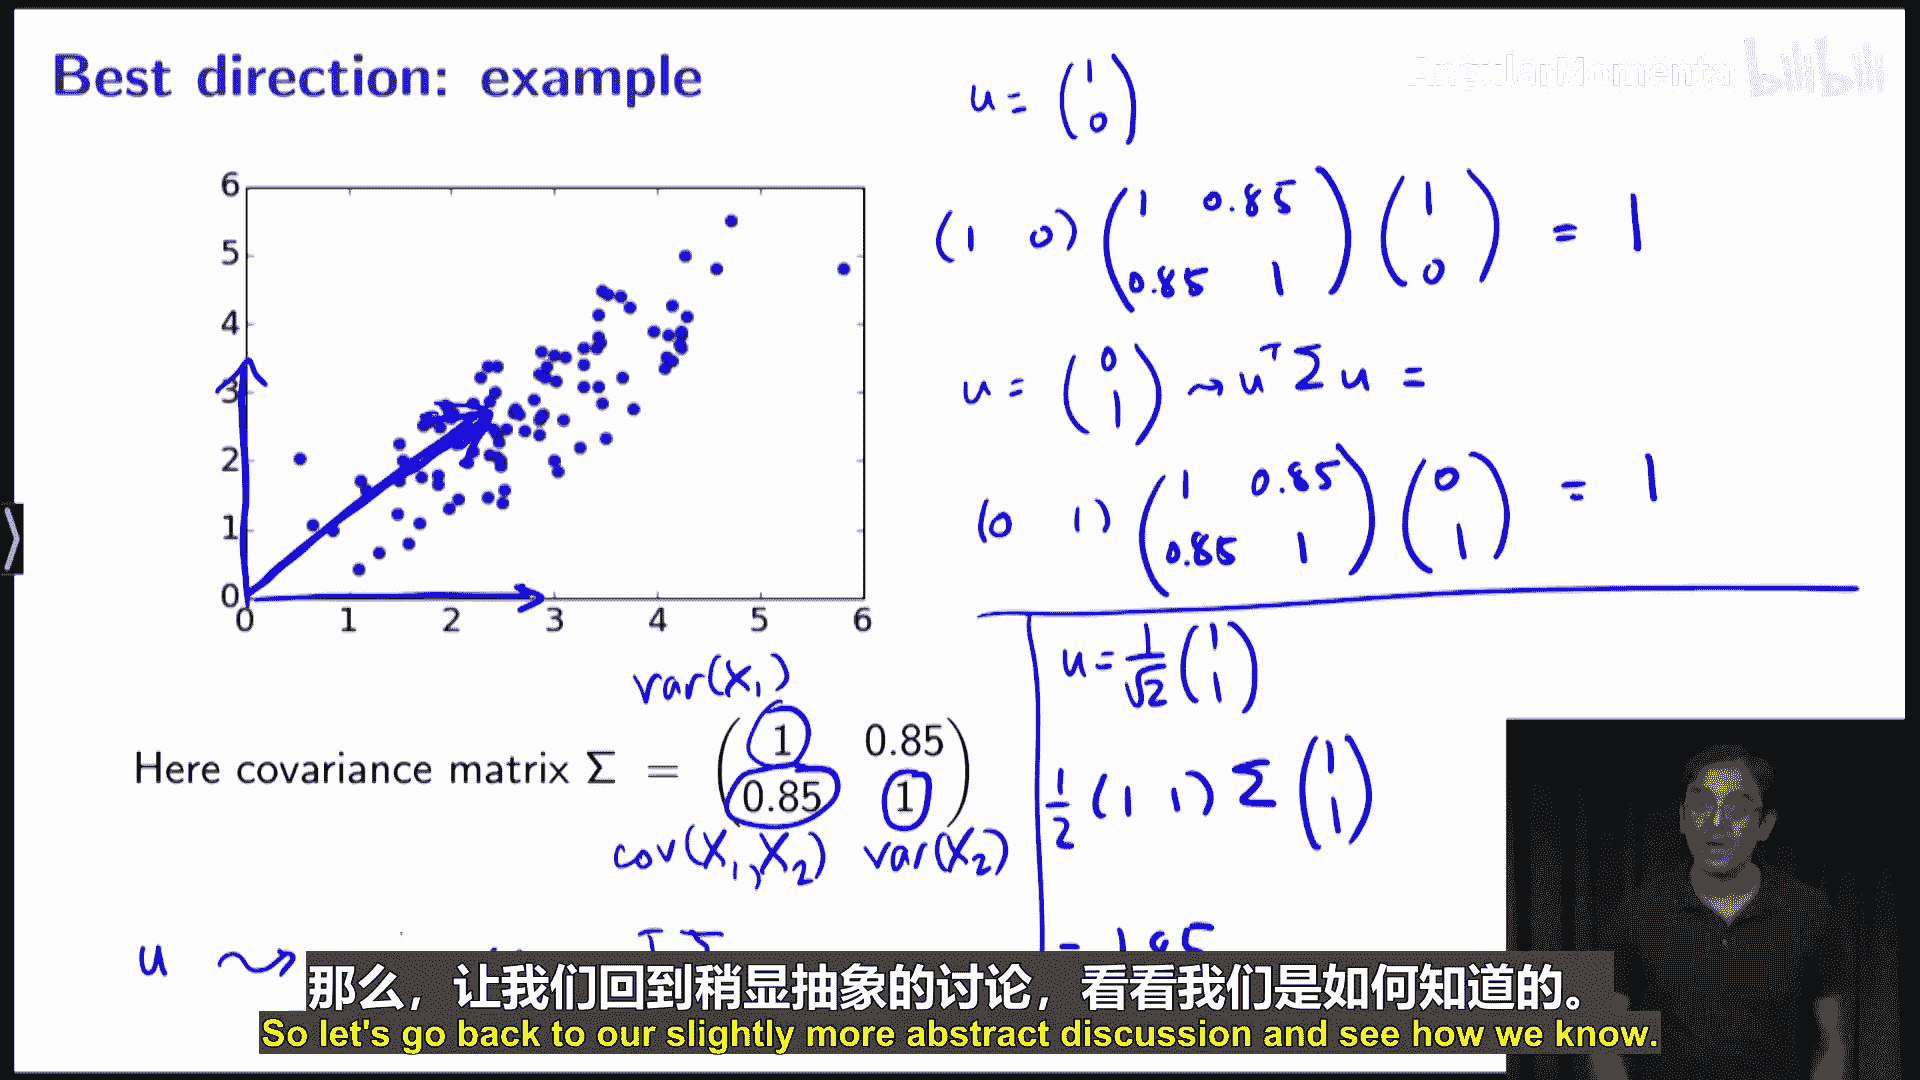 Best direction: example
AngularMomenta bilibili
6
5
4
3
2
1
0
0 1 2 3 4 5 6
u = (1 0)
(1 0) (1 0.85 0.85 1) (1 0) = 1
u = (0 1) ⇝ uᵀ Σ u =
(0 1) (1 0.85 0.85 1) (0 1) = 1
var(X₁)
Here covariance matrix Σ = (1 0.85 0.85 1)
cov(X₁,X₂) var(X₂)
u = 1/√2 (1 1)
1/2 (1 1) Σ (1 1)
= 1.85
u ⇝
那么，让我们回到稍显抽象的讨论，看看我们是如何知道的。
So let's go back to our slightly more abstract discussion and see how we know.